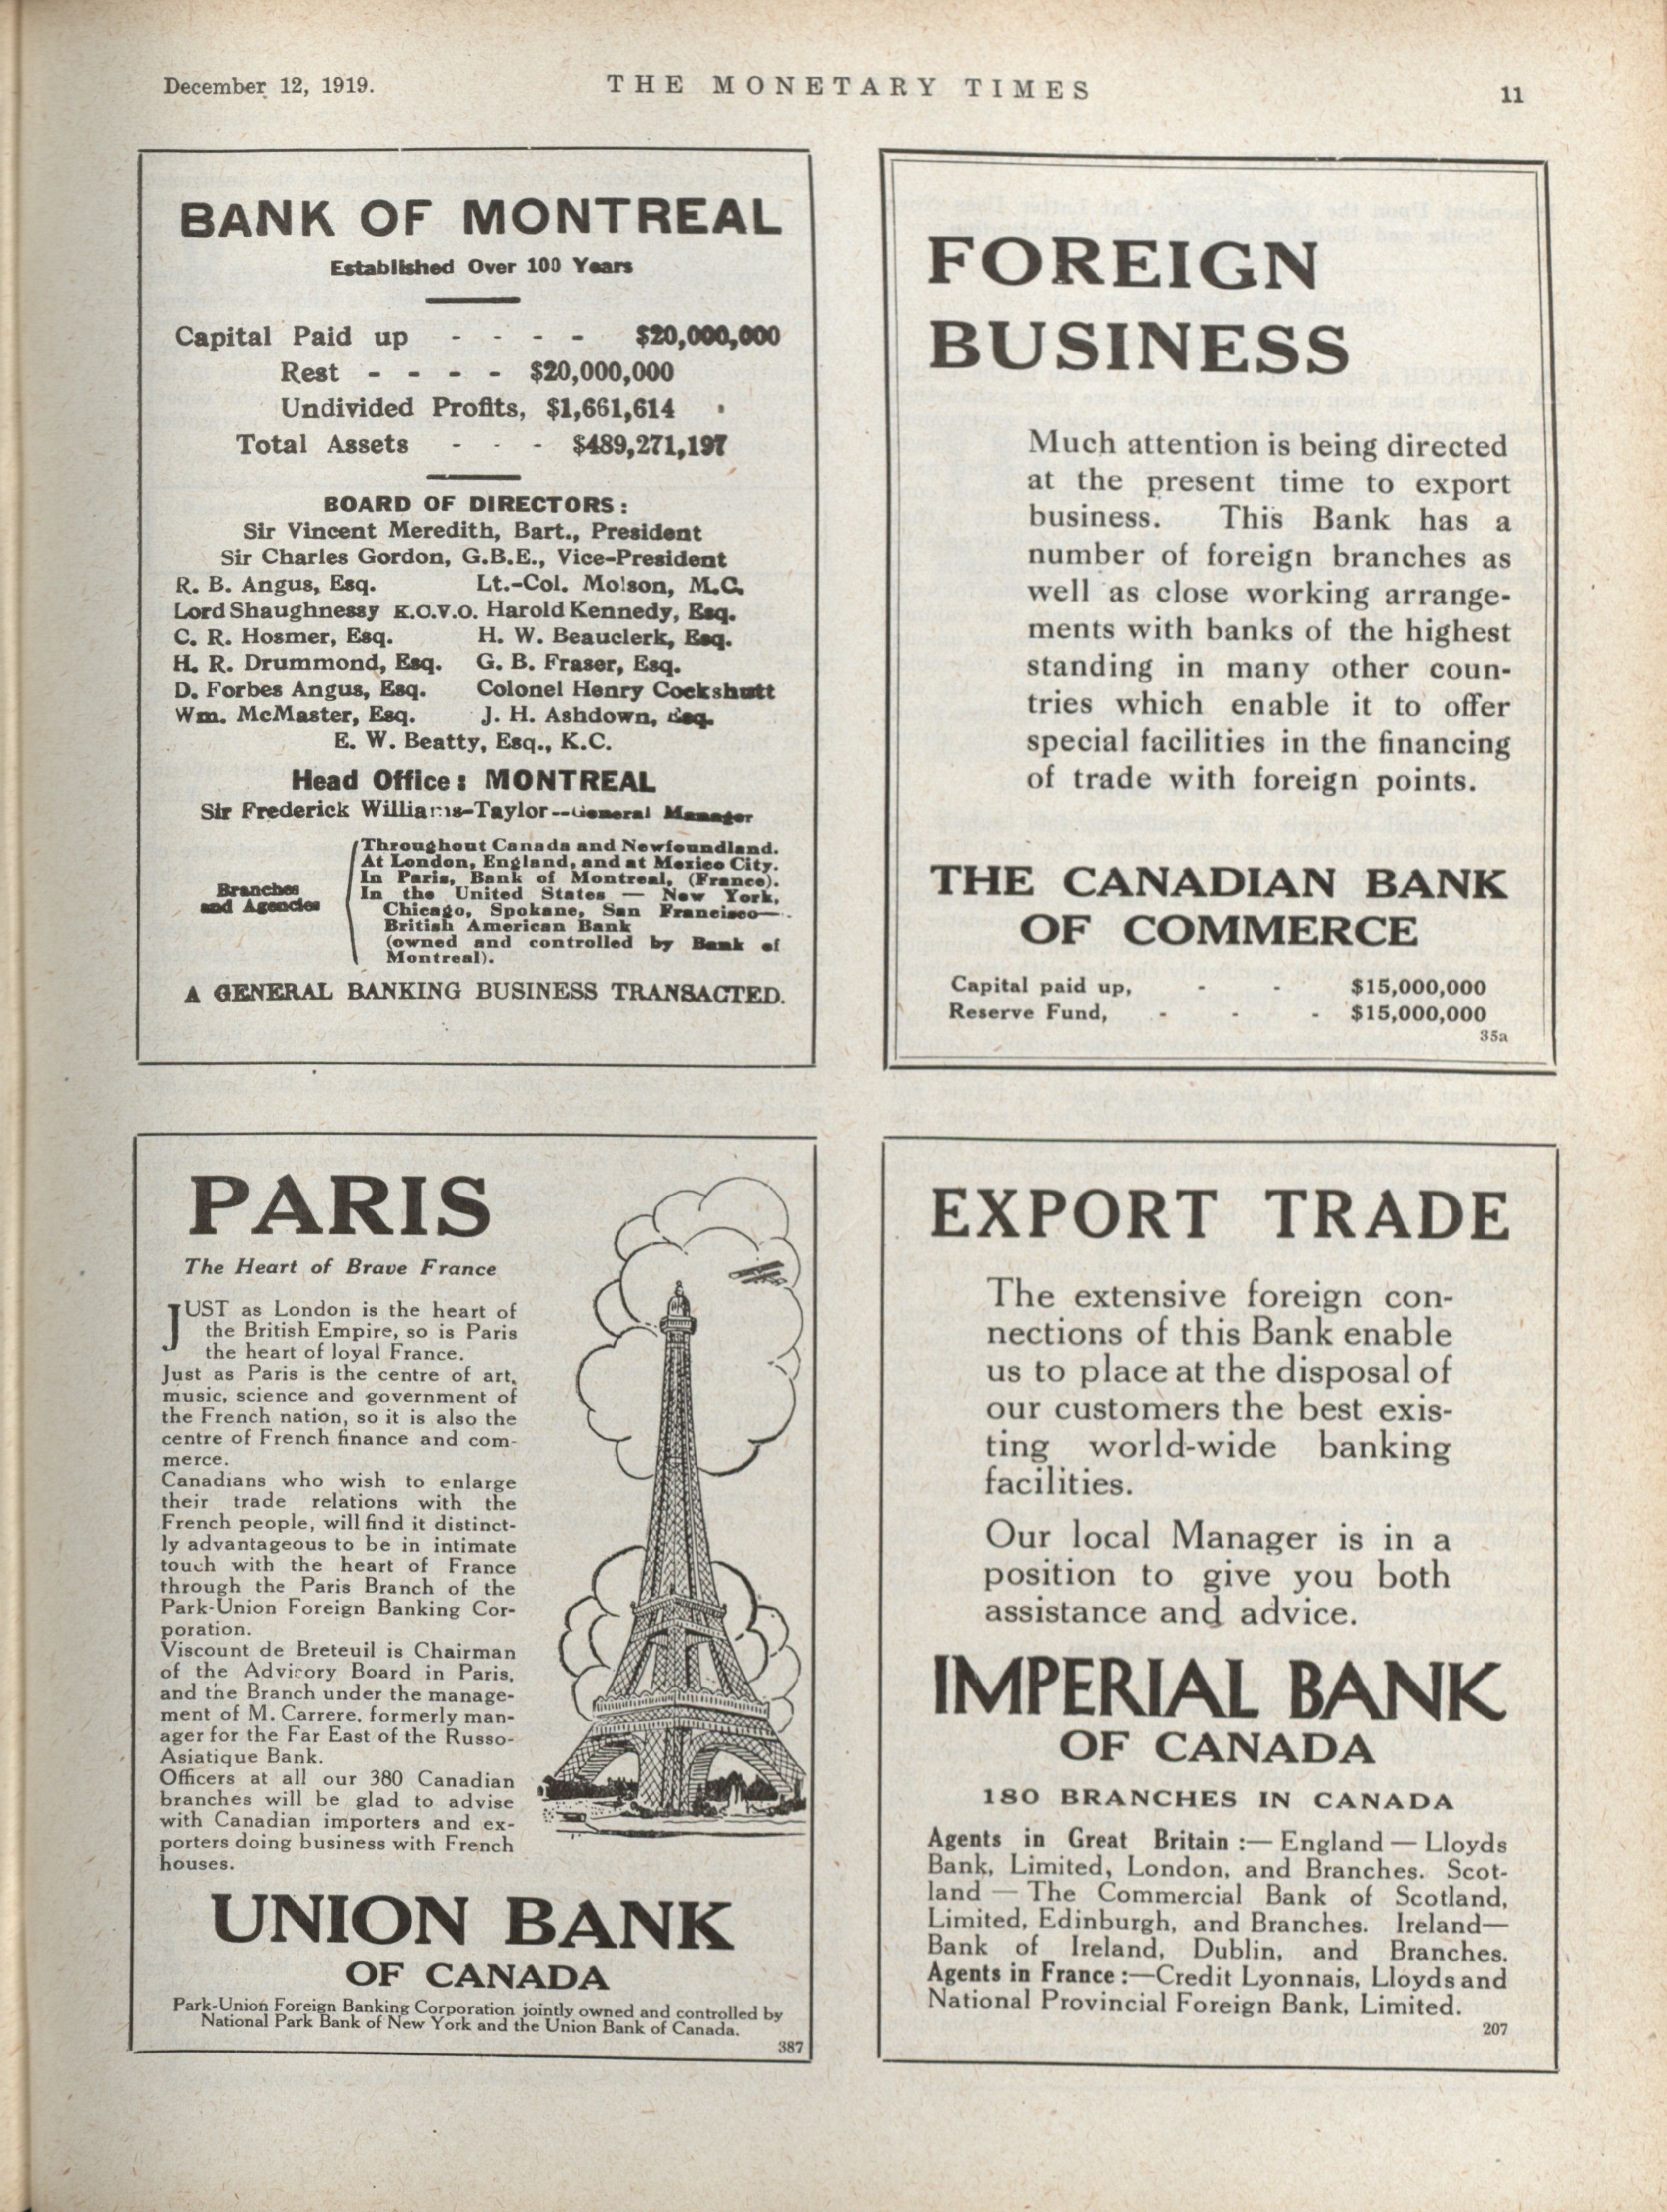 December 12, 1919.
THE MONETARY TIMES
11
BANK OF MONTREAL
Established Over 100 Years
Capital Paid up - - - - $20,000,000
Rest - - - - $20,000,000
Undivided Profits, $1,661,614
Total Assets - - - $489,271,197
BOARD OF DIRECTORS:
Sir Vincent Meredith, Bart., President
Sir Charles Gordon, G.B.E., Vice-President
R. B. Angus, Esq. Lt.-Col. Molson, M.C.
Lord Shaughnessy K.C.V.O. Harold Kennedy, Esq.
C. R. Hosmer, Esq. H. W. Beauclerk, Esq.
H. R. Drummond, Esq. G. B. Fraser, Esq.
D. Forbes Angus, Esq. Colonel Henry Cockshutt
Wm. McMaster, Esq. J. H. Ashdown, Esq.
E. W. Beatty, Esq., K.C.
Head Office: MONTREAL
Sir Frederick Williams-Taylor--General Manager
Branches
and Agencies
Throughout Canada and Newfoundland.
At London, England, and at Mexico City.
In Paris, Bank of Montreal, (France).
In the United States — New York,
Chicago, Spokane, San Francisco—
British American Bank
(owned and controlled by Bank of
Montreal).
A GENERAL BANKING BUSINESS TRANSACTED.
FOREIGN
BUSINESS
Much attention is being directed
at the present time to export
business. This Bank has a
number of foreign branches as
well as close working arrange-
ments with banks of the highest
standing in many other coun-
tries which enable it to offer
special facilities in the financing
of trade with foreign points.
THE CANADIAN BANK
OF COMMERCE
Capital paid up, - - $15,000,000
Reserve Fund, - - - $15,000,000
35a
PARIS
The Heart of Brave France
JUST as London is the heart of
the British Empire, so is Paris
the heart of loyal France.
Just as Paris is the centre of art,
music, science and government of
the French nation, so it is also the
centre of French finance and com-
merce.
Canadians who wish to enlarge
their trade relations with the
French people, will find it distinct-
ly advantageous to be in intimate
touch with the heart of France
through the Paris Branch of the
Park-Union Foreign Banking Cor-
poration.
Viscount de Breteuil is Chairman
of the Advisory Board in Paris,
and the Branch under the manage-
ment of M. Carrere, formerly man-
ager for the Far East of the Russo-
Asiatique Bank.
Officers at all our 380 Canadian
branches will be glad to advise
with Canadian importers and ex-
porters doing business with French
houses.
UNION BANK
OF CANADA
Park-Union Foreign Banking Corporation jointly owned and controlled by
National Park Bank of New York and the Union Bank of Canada.
387
EXPORT TRADE
The extensive foreign con-
nections of this Bank enable
us to place at the disposal of
our customers the best exis-
ting world-wide banking
facilities.
Our local Manager is in a
position to give you both
assistance and advice.
IMPERIAL BANK
OF CANADA
180 BRANCHES IN CANADA
Agents in Great Britain :— England — Lloyds
Bank, Limited, London, and Branches. Scot-
land — The Commercial Bank of Scotland,
Limited, Edinburgh, and Branches. Ireland—
Bank of Ireland, Dublin, and Branches.
Agents in France :—Credit Lyonnais, Lloyds and
National Provincial Foreign Bank, Limited.
207